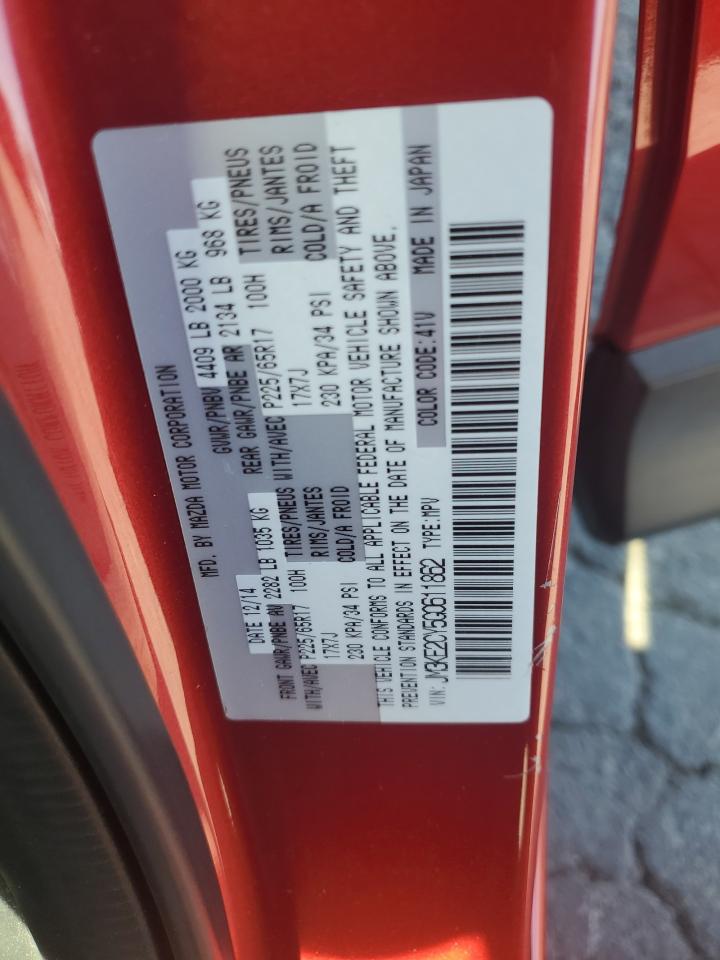 MFD. BY MAZDA MOTOR CORPORATION
DATE 12/14 GVWR/PNBV 4409 LB 2000 KG
FRONT GAWR/PNBE AV 2282 LB 1035 KG REAR GAWR/PNBE AR 2134 LB 968 KG
WITH/AVEC P225/65R17 100H TIRES/PNEUS WITH/AVEC P225/65R17 100H TIRES/PNEUS
17X7J RIMS/JANTES 17X7J RIMS/JANTES
230 KPA/34 PSI COLD/A FROID 230 KPA/34 PSI COLD/A FROID
THIS VEHICLE CONFORMS TO ALL APPLICABLE FEDERAL MOTOR VEHICLE SAFETY AND THEFT
PREVENTION STANDARDS IN EFFECT ON THE DATE OF MANUFACTURE SHOWN ABOVE.
VIN: JM3KE2CY5G0611862 TYPE:MPV COLOR CODE:41V MADE IN JAPAN